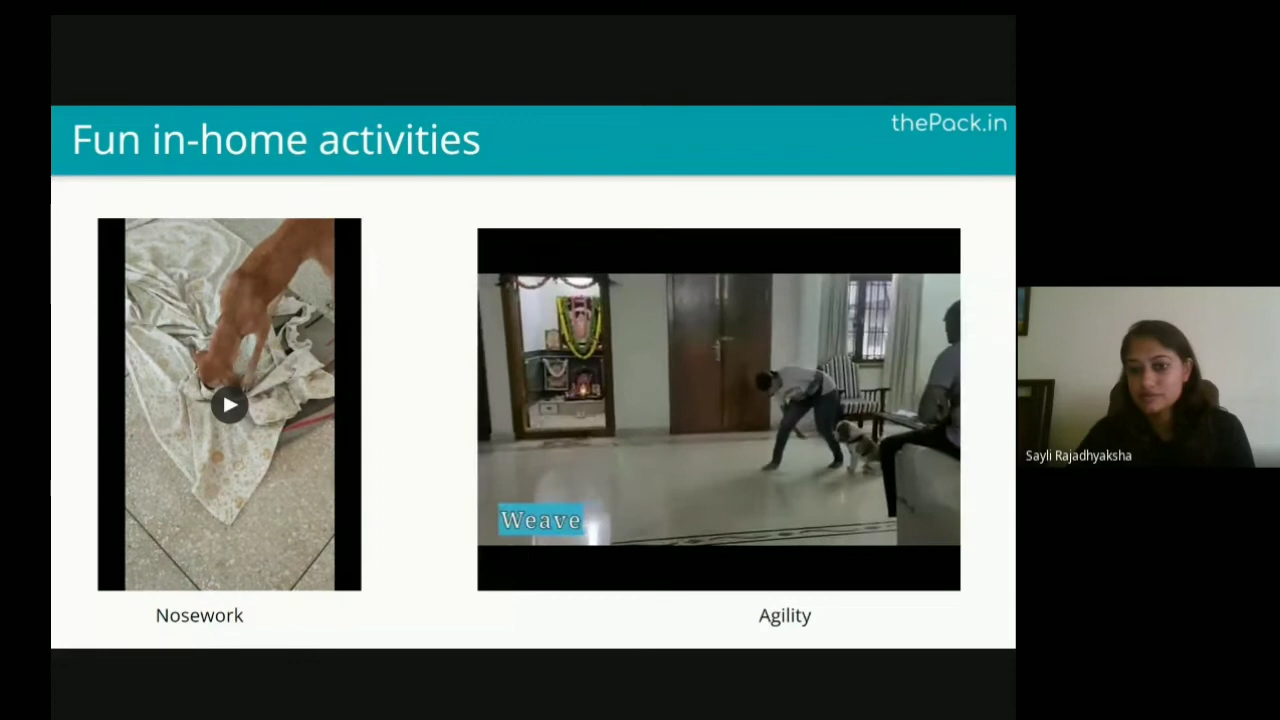 Fun in-home activities
thePack.in
Weave
Nosework
Agility
Sayli Rajadhyaksha